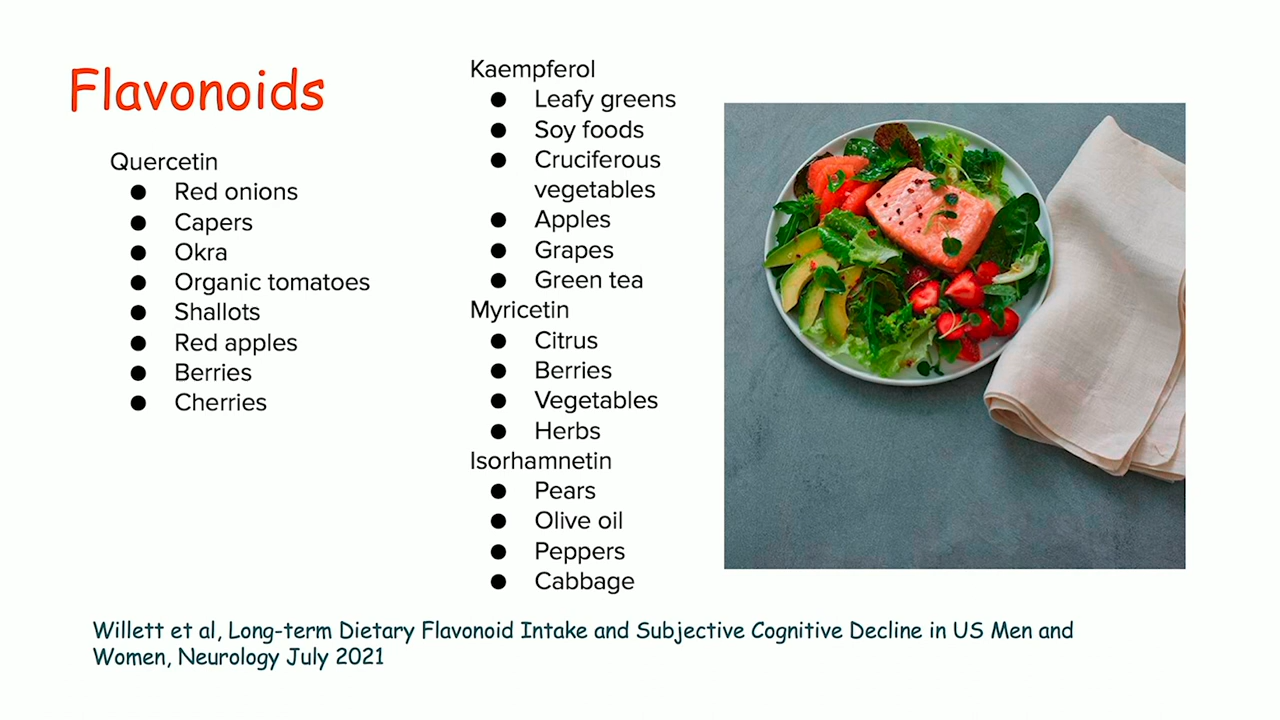 Flavonoids
Quercetin
● Red onions
● Capers
● Okra
● Organic tomatoes
● Shallots
● Red apples
● Berries
● Cherries
Kaempferol
● Leafy greens
● Soy foods
● Cruciferous
vegetables
● Apples
● Grapes
● Green tea
Myricetin
● Citrus
● Berries
● Vegetables
● Herbs
Isorhamnetin
● Pears
● Olive oil
● Peppers
● Cabbage
Willett et al, Long-term Dietary Flavonoid Intake and Subjective Cognitive Decline in US Men and
Women, Neurology July 2021